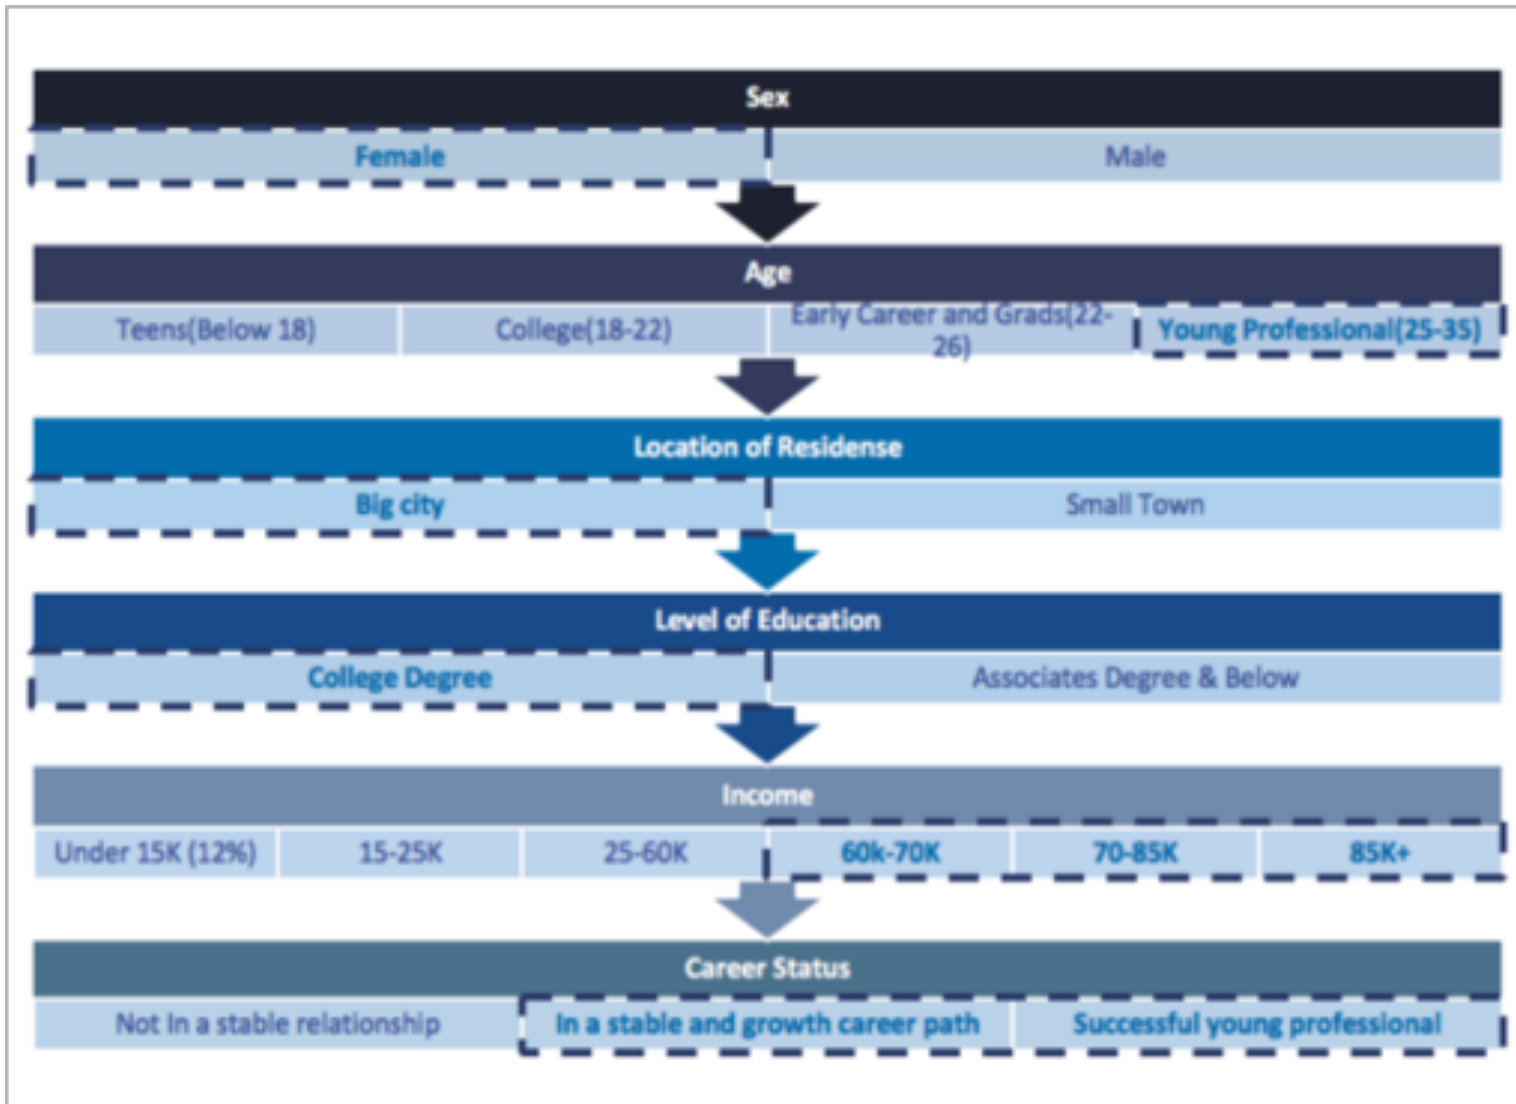 Sex
Female
Male
Age
Teens(Below 18)
College(18-22)
Early Career and Grads(22-
26)
Young Professional(25-35)
Location of Residense
Big city
Small Town
Level of Education
College Degree
Associates Degree & Below
Income
Under 15K (12%)
15-25K
25-60K
60k-70K
70-85K
85K+
Career Status
Not In a stable relationship
In a stable and growth career path
Successful young professional